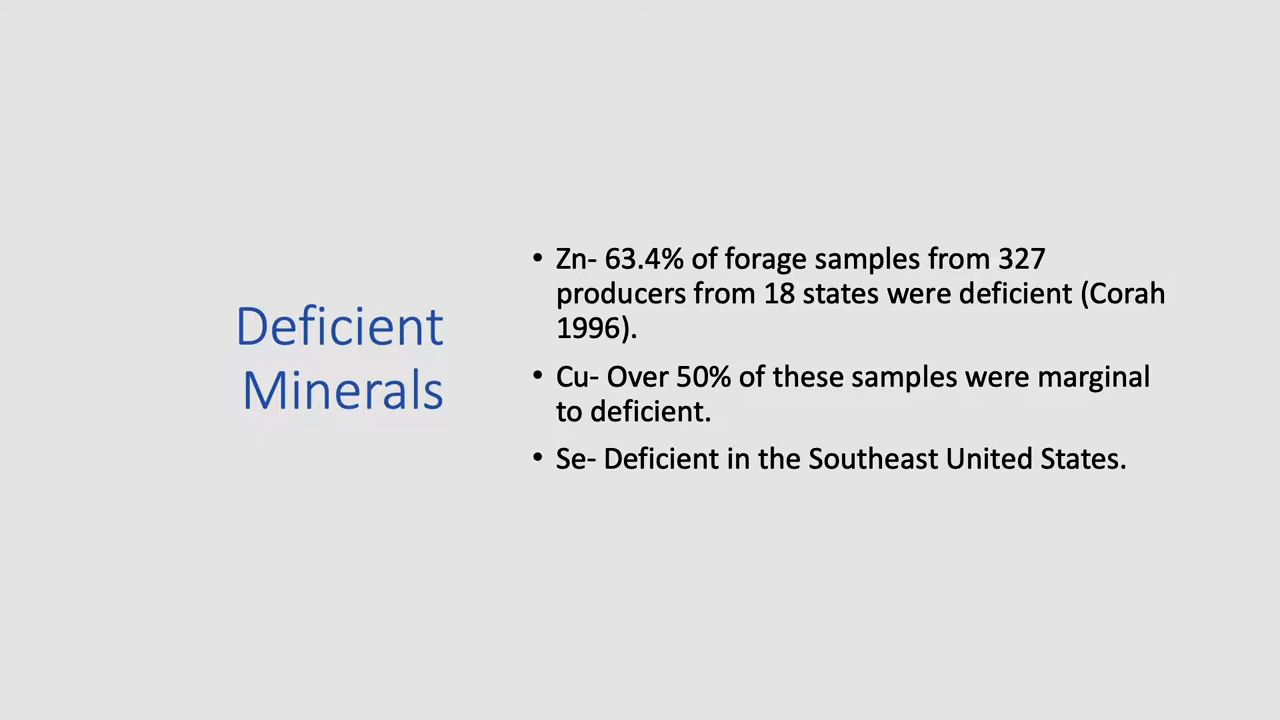 Deficient
Minerals
• Zn- 63.4% of forage samples from 327
producers from 18 states were deficient (Corah
1996).
• Cu- Over 50% of these samples were marginal
to deficient.
• Se- Deficient in the Southeast United States.